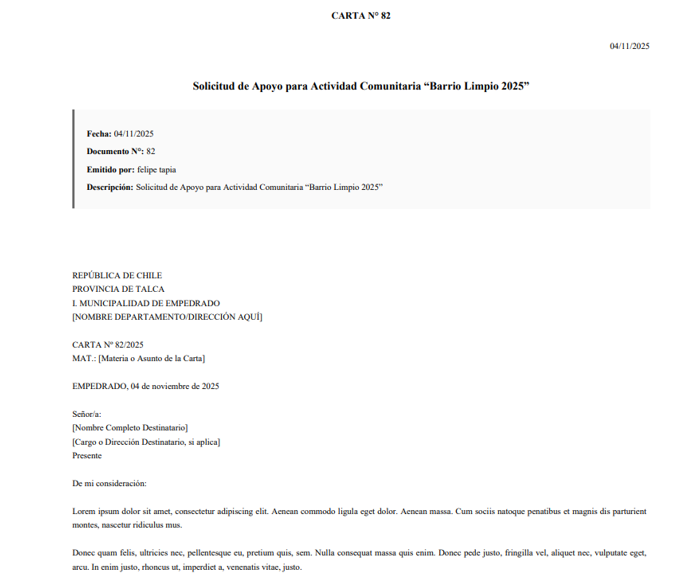 CARTA N° 82
04/11/2025
Solicitud de Apoyo para Actividad Comunitaria “Barrio Limpio 2025”
Fecha: 04/11/2025
Documento N°: 82
Emitido por: felipe tapia
Descripción: Solicitud de Apoyo para Actividad Comunitaria “Barrio Limpio 2025”
REPÚBLICA DE CHILE
PROVINCIA DE TALCA
I. MUNICIPALIDAD DE EMPEDRADO
[NOMBRE DEPARTAMENTO/DIRECCIÓN AQUÍ]
CARTA Nº 82/2025
MAT.: [Materia o Asunto de la Carta]
EMPEDRADO, 04 de noviembre de 2025
Señor/a:
[Nombre Completo Destinatario]
[Cargo o Dirección Destinatario, si aplica]
Presente
De mi consideración:
Lorem ipsum dolor sit amet, consectetur adipiscing elit. Aenean commodo ligula eget dolor. Aenean massa. Cum sociis natoque penatibus et magnis dis parturient
montes, nascetur ridiculus mus.
Donec quam felis, ultricies nec, pellentesque eu, pretium quis, sem. Nulla consequat massa quis enim. Donec pede justo, fringilla vel, aliquet nec, vulputate eget,
arcu. In enim justo, rhoncus ut, imperdiet a, venenatis vitae, justo.